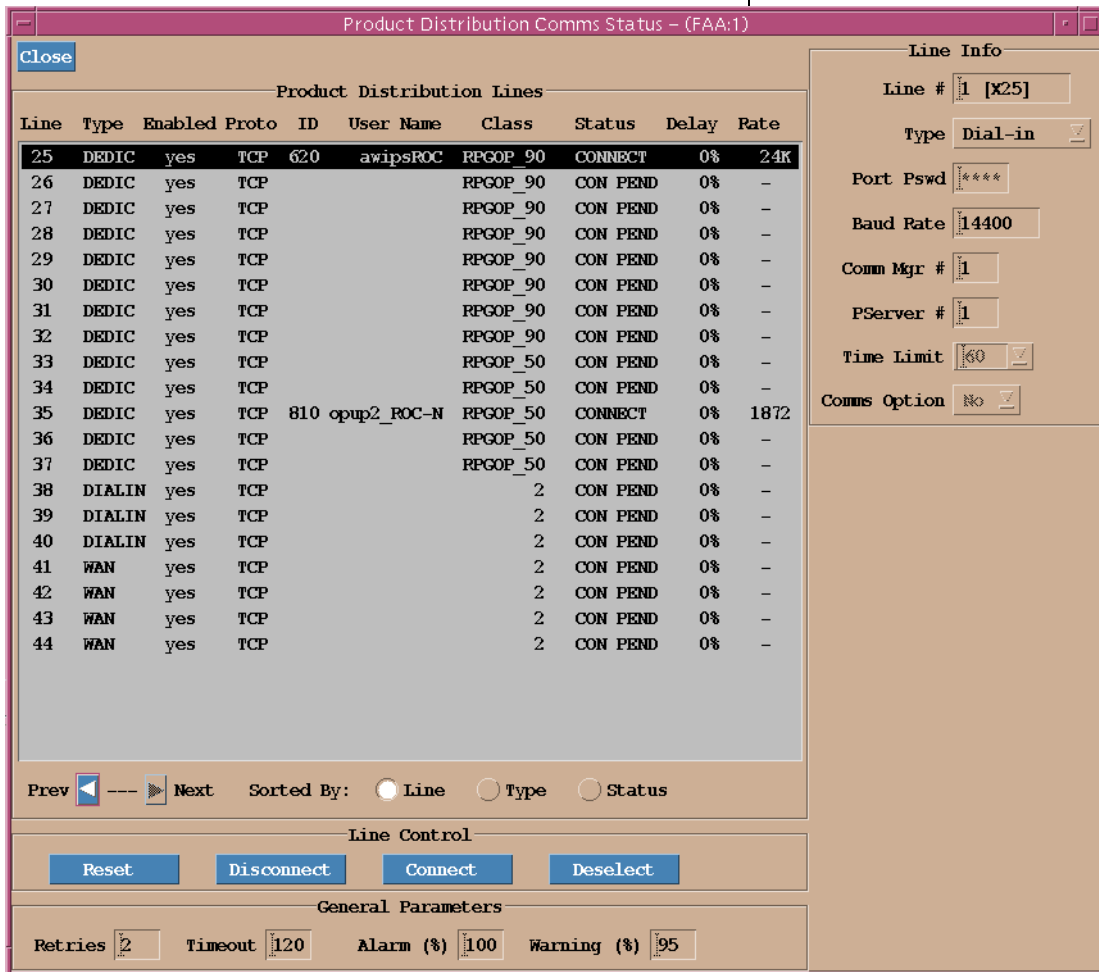 Product Distribution Comms Status – (FAA:1)
Close
Product Distribution Lines
Line Type Enabled Proto ID User Name Class Status Delay Rate
25 DEDIC yes TCP 620 awipsROC RPGOP_90 CONNECT 0% 24K
26 DEDIC yes TCP RPGOP_90 CON PEND 0% –
27 DEDIC yes TCP RPGOP_90 CON PEND 0% –
28 DEDIC yes TCP RPGOP_90 CON PEND 0% –
29 DEDIC yes TCP RPGOP_90 CON PEND 0% –
30 DEDIC yes TCP RPGOP_90 CON PEND 0% –
31 DEDIC yes TCP RPGOP_90 CON PEND 0% –
32 DEDIC yes TCP RPGOP_90 CON PEND 0% –
33 DEDIC yes TCP RPGOP_50 CON PEND 0% –
34 DEDIC yes TCP RPGOP_50 CON PEND 0% –
35 DEDIC yes TCP 810 opup2_ROC-N RPGOP_50 CONNECT 0% 1872
36 DEDIC yes TCP RPGOP_50 CON PEND 0% –
37 DEDIC yes TCP RPGOP_50 CON PEND 0% –
38 DIALIN yes TCP 2 CON PEND 0% –
39 DIALIN yes TCP 2 CON PEND 0% –
40 DIALIN yes TCP 2 CON PEND 0% –
41 WAN yes TCP 2 CON PEND 0% –
42 WAN yes TCP 2 CON PEND 0% –
43 WAN yes TCP 2 CON PEND 0% –
44 WAN yes TCP 2 CON PEND 0% –
Prev --- Next Sorted By: Line Type Status
Line Control
Reset Disconnect Connect Deselect
General Parameters
Retries 2 Timeout 120 Alarm (%) 100 Warning (%) 95
Line Info
Line # 1 [X25]
Type Dial-in
Port Pswd ****
Baud Rate 14400
Comm Mgr # 1
PServer # 1
Time Limit 60
Comms Option No